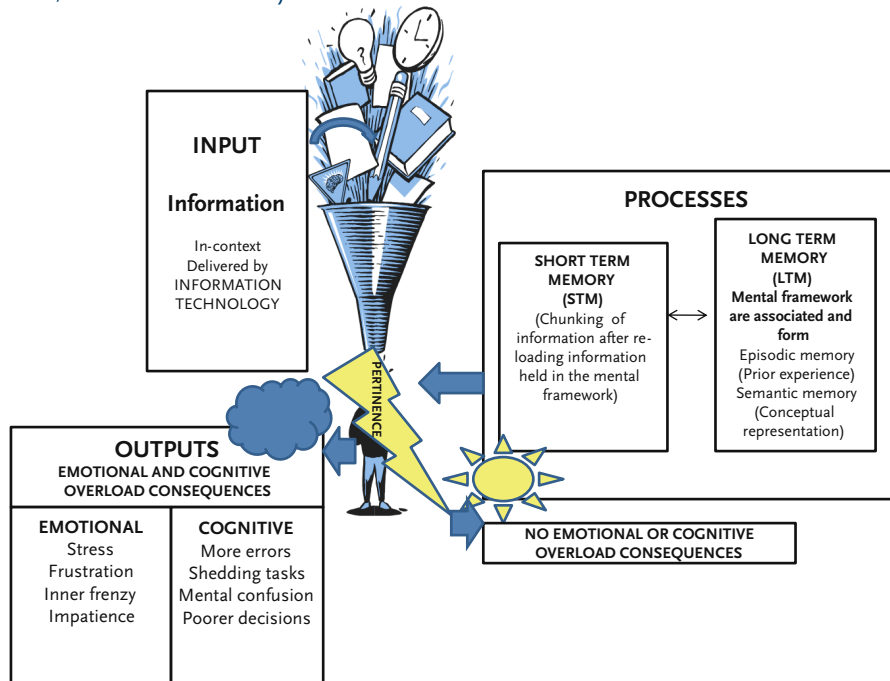 INPUT
Information
In-context
Delivered by
INFORMATION
TECHNOLOGY
PROCESSES
SHORT TERM
MEMORY
(STM)
(Chunking of
information after re-
loading information
held in the mental
framework)
LONG TERM
MEMORY
(LTM)
Mental framework
are associated and
form
Episodic memory
(Prior experience)
Semantic memory
(Conceptual
representation)
PERTINENCE
OUTPUTS
EMOTIONAL AND COGNITIVE
OVERLOAD CONSEQUENCES
EMOTIONAL
Stress
Frustration
Inner frenzy
Impatience
COGNITIVE
More errors
Shedding tasks
Mental confusion
Poorer decisions
NO EMOTIONAL OR COGNITIVE
OVERLOAD CONSEQUENCES